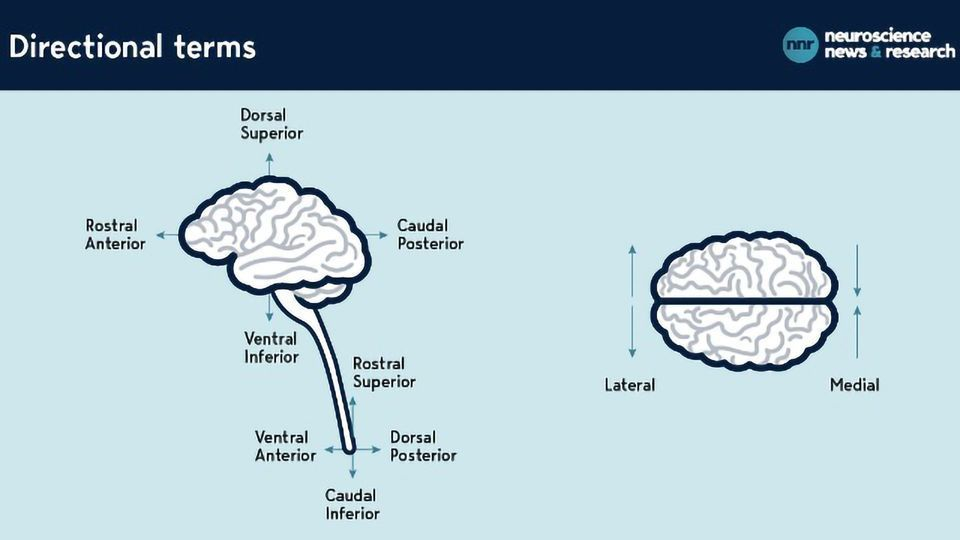 Directional terms
nnr
neuroscience
news & research
Dorsal
Superior
Rostral
Anterior
Caudal
Posterior
Ventral
Inferior
Rostral
Superior
Ventral
Anterior
Dorsal
Posterior
Caudal
Inferior
Lateral
Medial